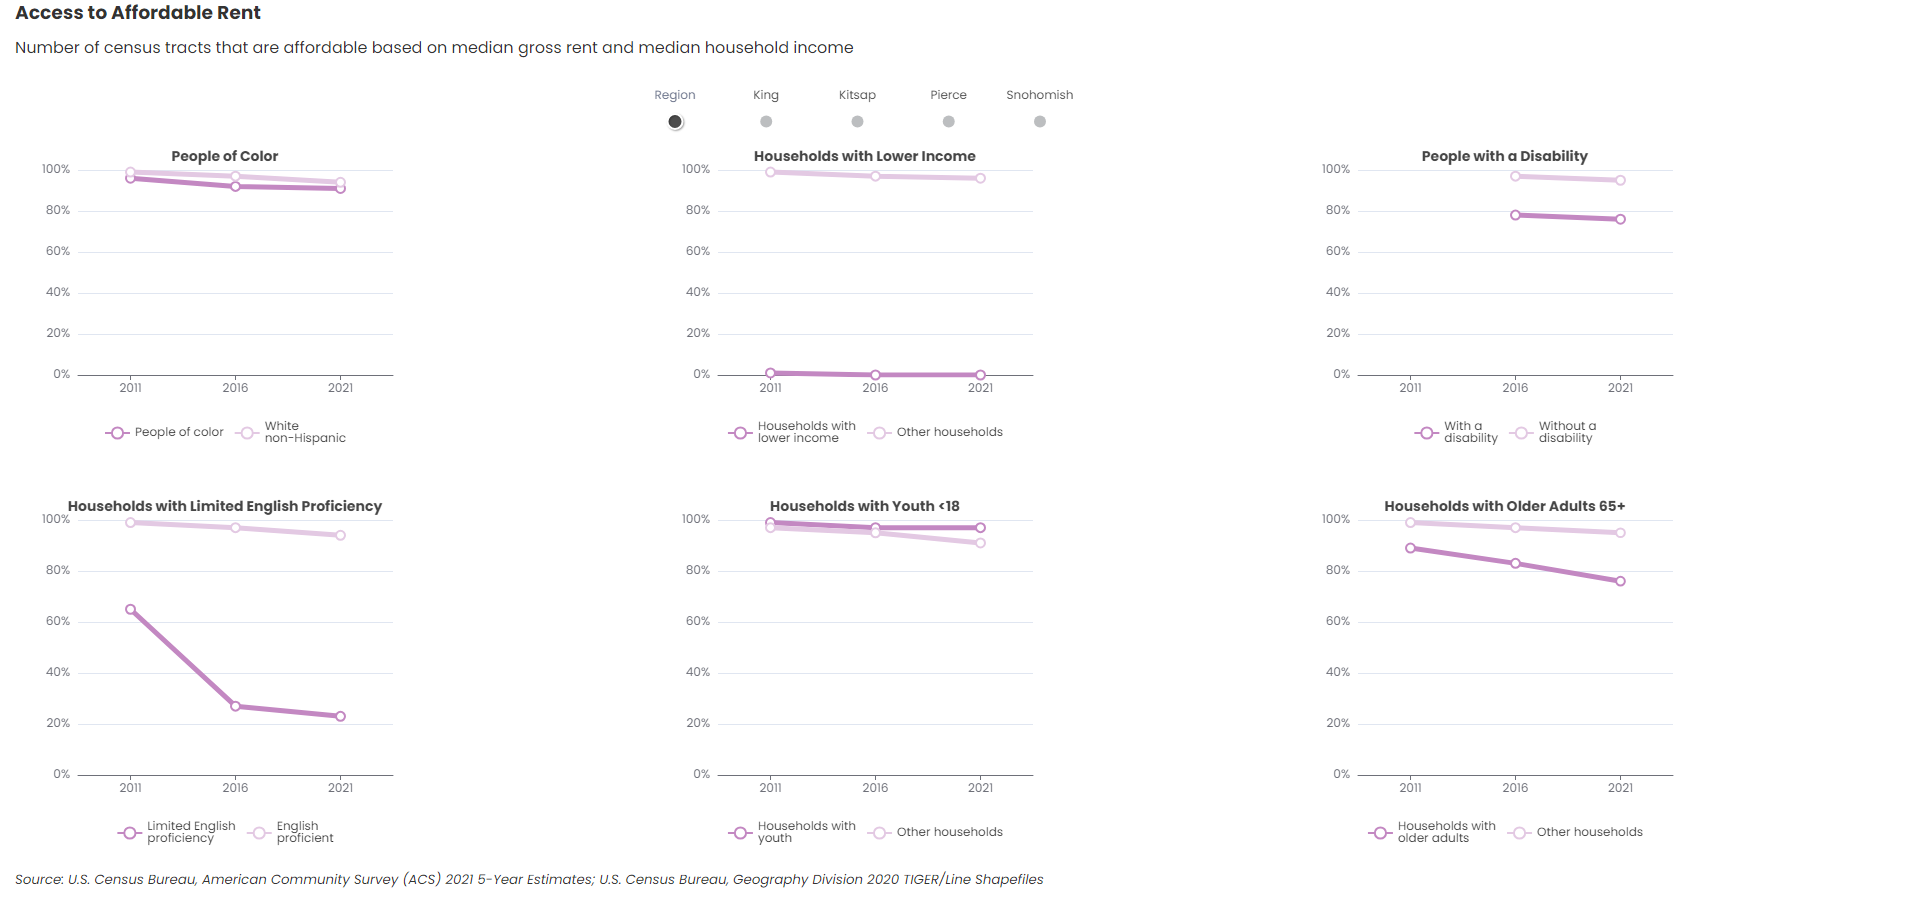 Access to Affordable Rent
Number of census tracts that are affordable based on median gross rent and median household income
Region King Kitsap Pierce Snohomish
People of Color
100%
80%
60%
40%
20%
0%
2011 2016 2021
People of color
White
non-Hispanic
Households with Lower Income
100%
80%
60%
40%
20%
0%
2011 2016 2021
Households with
lower income
Other households
People with a Disability
100%
80%
60%
40%
20%
0%
2011 2016 2021
With a
disability
Without a
disability
Households with Limited English Proficiency
100%
80%
60%
40%
20%
0%
2011 2016 2021
Limited English
proficiency
English
proficient
Households with Youth <18
100%
80%
60%
40%
20%
0%
2011 2016 2021
Households with
youth
Other households
Households with Older Adults 65+
100%
80%
60%
40%
20%
0%
2011 2016 2021
Households with
older adults
Other households
Source: U.S. Census Bureau, American Community Survey (ACS) 2021 5-Year Estimates; U.S. Census Bureau, Geography Division 2020 TIGER/Line Shapefiles